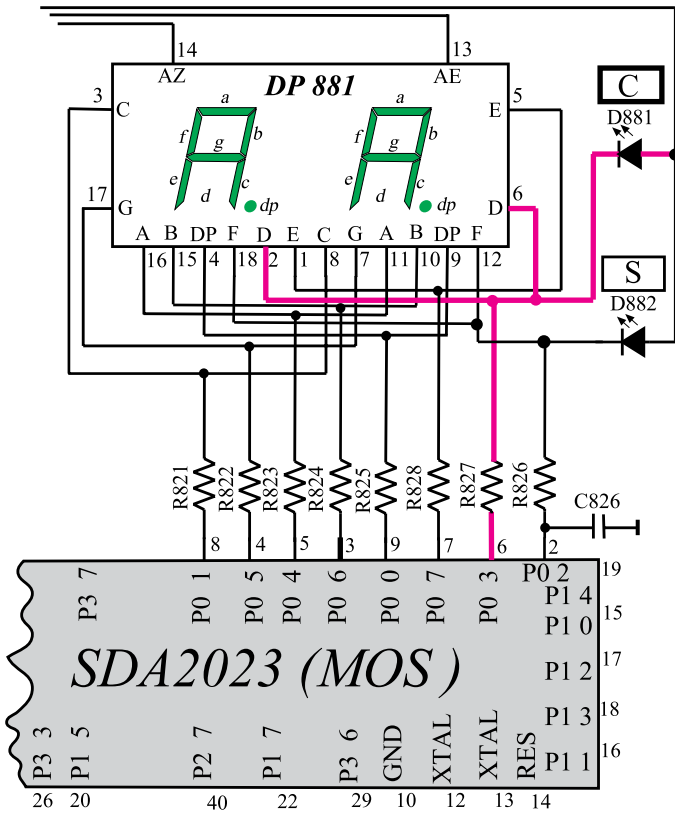 14 13
AZ DP 881 AE
3 C E 5
C
D881
a a
f b f b
g g
e c e c
d d
dp dp
17 G D 6
S
D882
A B DP F D E C G A B DP F
16 15 4 18 2 1 8 7 11 10 9 12
R821 R822 R823 R824 R825 R828 R827 R826
C826
8 4 5 3 9 7 6 2
P3 7 P0 1 P0 5 P0 4 P0 6 P0 0 P0 7 P0 3 P0 2
19
P1 4
15
P1 0
SDA2023 (MOS )
17
P1 2
18
P1 3
16
P1 1
P3 3 P1 5 P2 7 P1 7 P3 6 GND XTAL XTAL RES
26 20 40 22 29 10 12 13 14